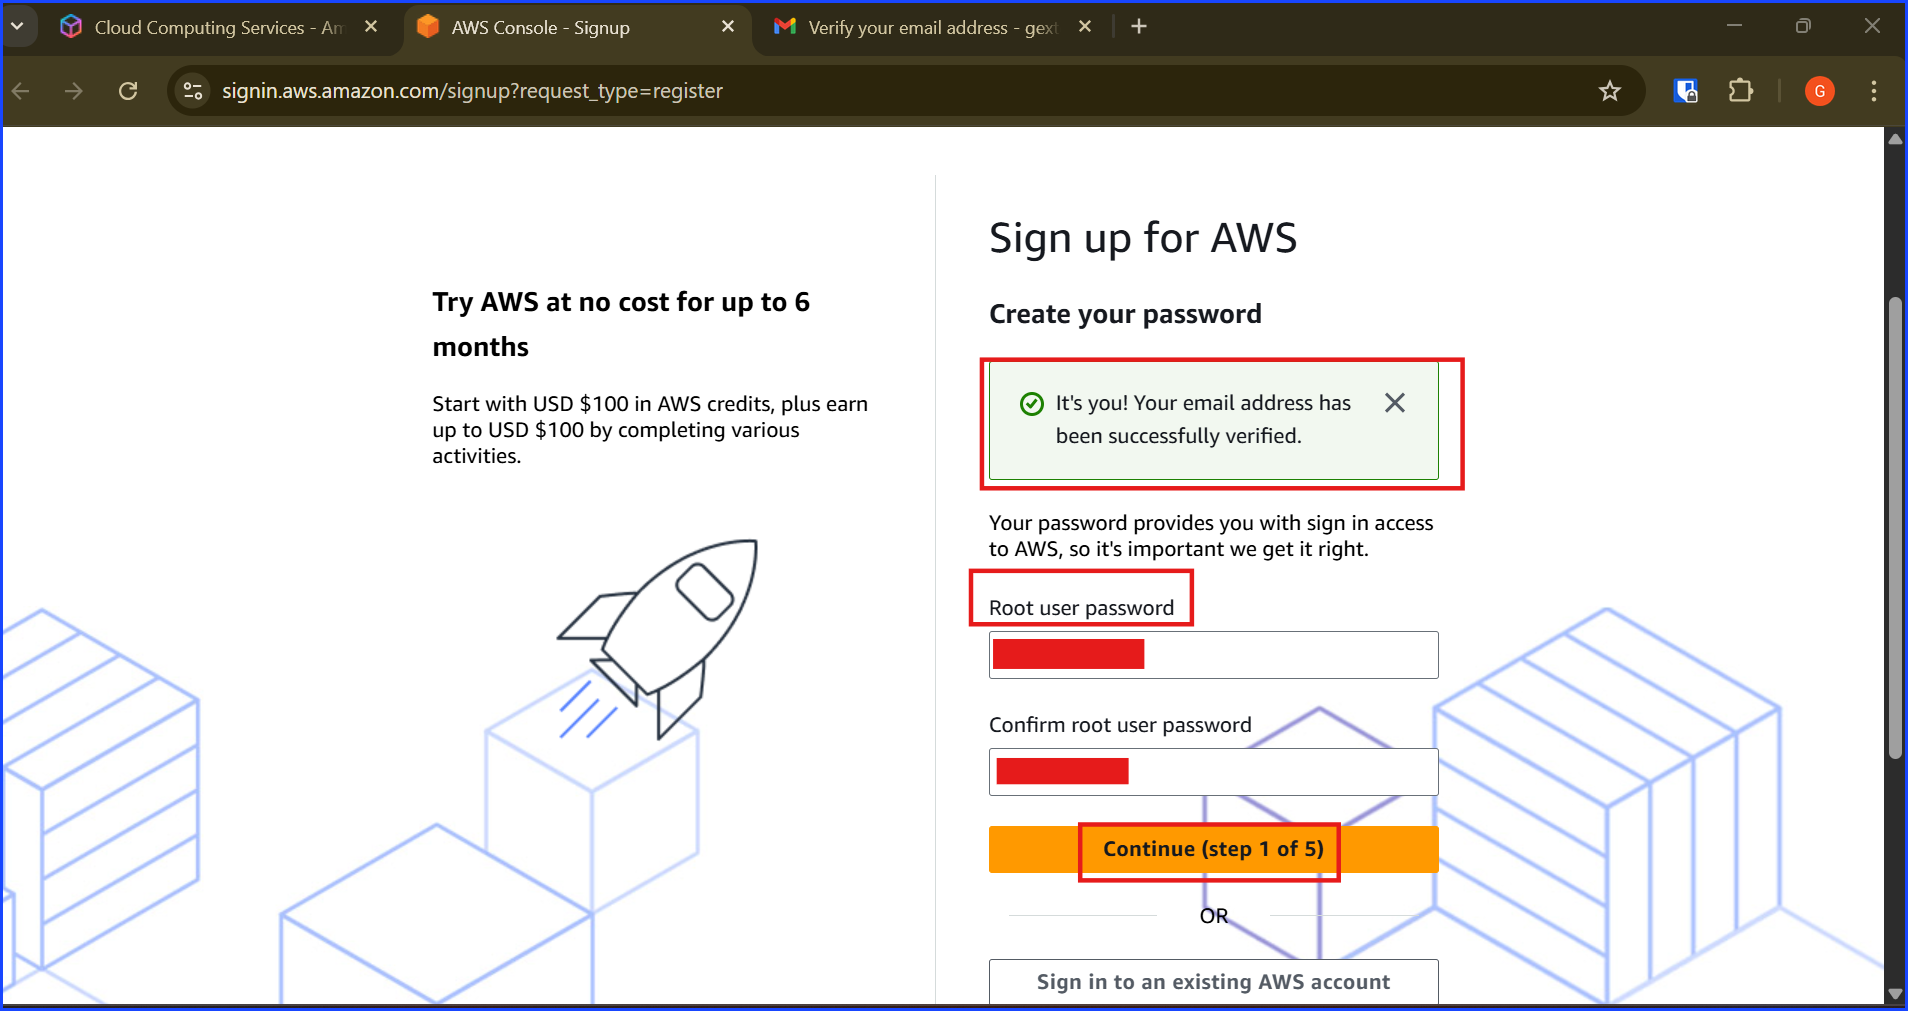 Cloud Computing Services - Am
AWS Console - Signup
Verify your email address - gext
signin.aws.amazon.com/signup?request_type=register
G
Try AWS at no cost for up to 6
months
Start with USD $100 in AWS credits, plus earn
up to USD $100 by completing various
activities.
Sign up for AWS
Create your password
It's you! Your email address has
been successfully verified.
Your password provides you with sign in access
to AWS, so it's important we get it right.
Root user password
Confirm root user password
Continue (step 1 of 5)
OR
Sign in to an existing AWS account